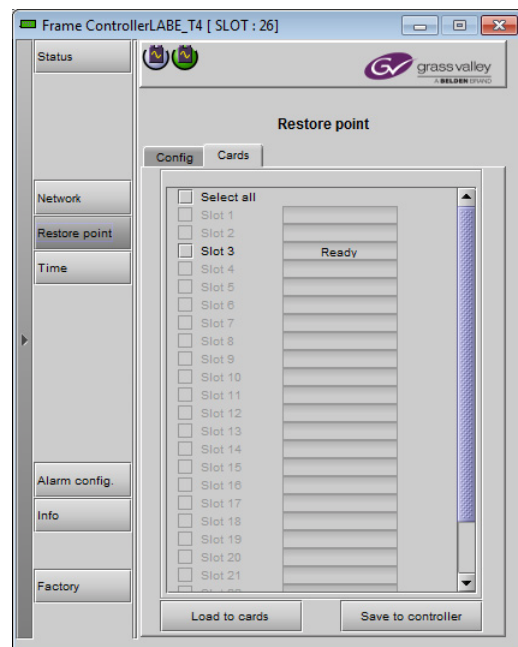 Frame ControllerLABE_T4 [ SLOT : 26]
Status
grass valley
A BELDEN BRAND
Restore point
Config
Cards
Network
Restore point
Time
Alarm config.
Info
Factory
Select all
Slot 1
Slot 2
Slot 3 Ready
Slot 4
Slot 5
Slot 6
Slot 7
Slot 8
Slot 9
Slot 10
Slot 11
Slot 12
Slot 13
Slot 14
Slot 15
Slot 16
Slot 17
Slot 18
Slot 19
Slot 20
Slot 21
Load to cards
Save to controller